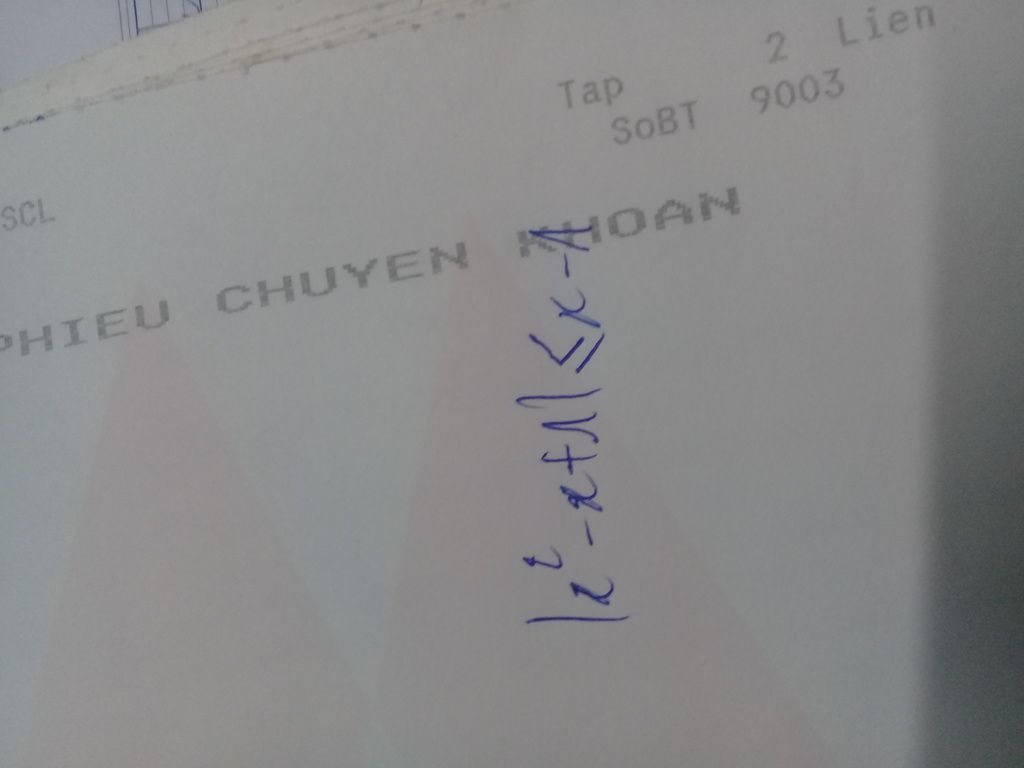 Tap 2 Lien
SoBT 9003
SCL
PHIEU CHUYEN KHOAN
|x² - x + 1| ≤ x - 1